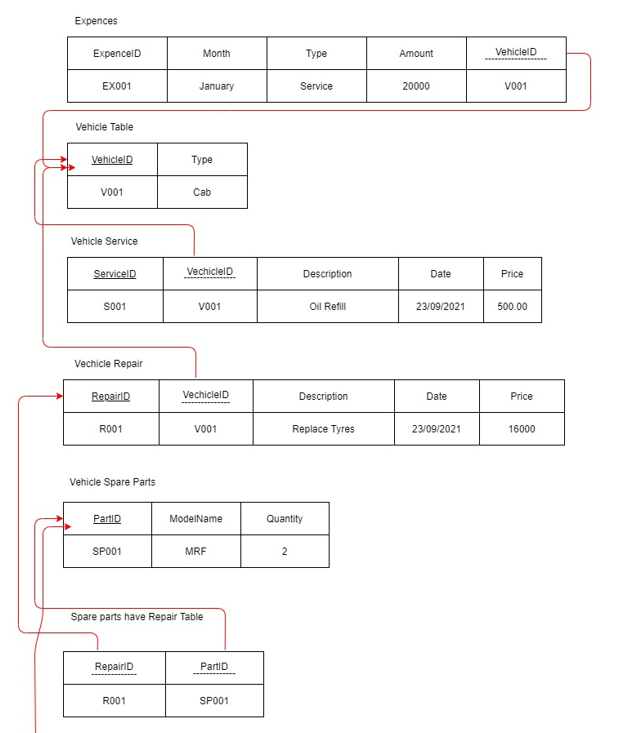 Expences
ExpenceID Month Type Amount VehicleID
EX001 January Service 20000 V001
Vehicle Table
VehicleID Type
V001 Cab
Vehicle Service
ServiceID VechicleID Description Date Price
S001 V001 Oil Refill 23/09/2021 500.00
Vechicle Repair
RepairID VechicleID Description Date Price
R001 V001 Replace Tyres 23/09/2021 16000
Vehicle Spare Parts
PartID ModelName Quantity
SP001 MRF 2
Spare parts have Repair Table
RepairID PartID
R001 SP001